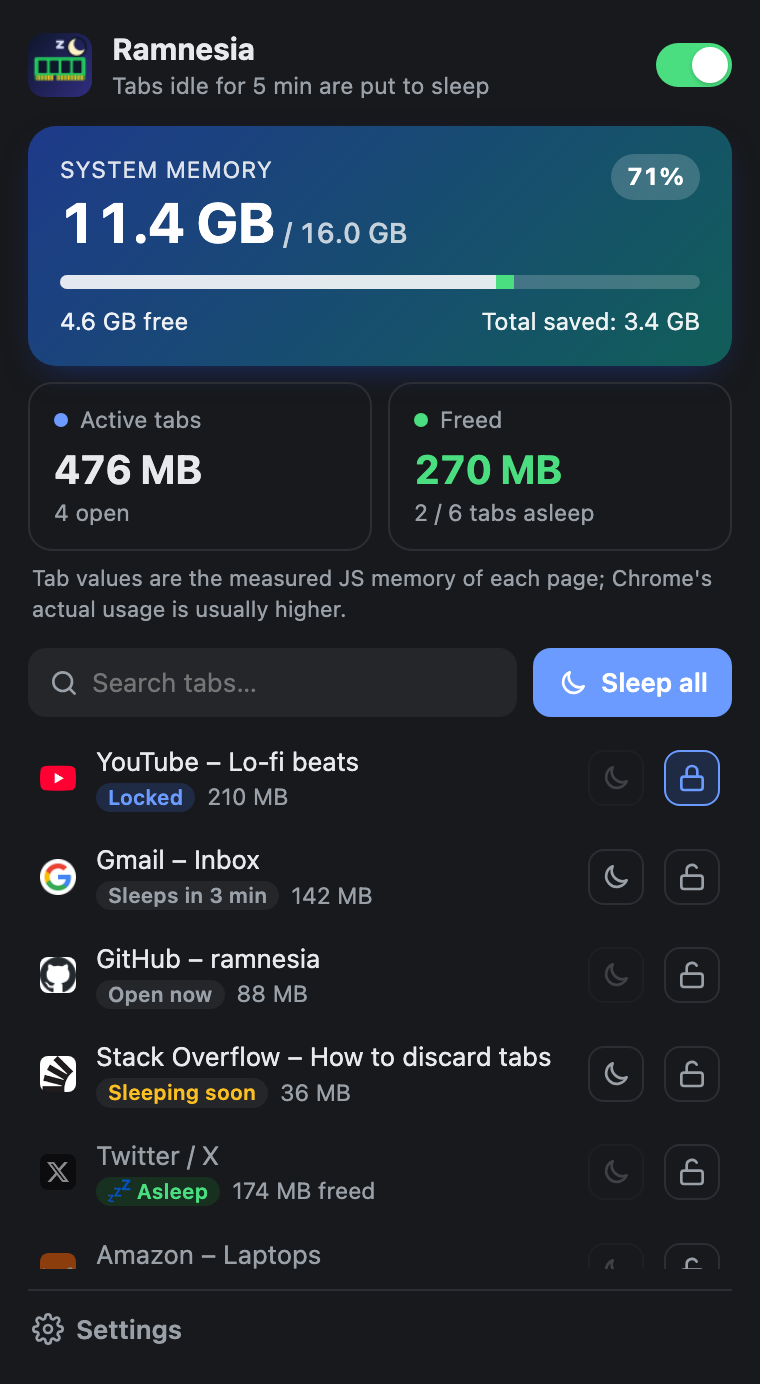 Ramnesia
Tabs idle for 5 min are put to sleep
SYSTEM MEMORY
71%
11.4 GB / 16.0 GB
4.6 GB free
Total saved: 3.4 GB
Active tabs
476 MB
4 open
Freed
270 MB
2 / 6 tabs asleep
Tab values are the measured JS memory of each page; Chrome's
actual usage is usually higher.
Search tabs...
Sleep all
YouTube – Lo-fi beats
Locked 210 MB
Gmail – Inbox
Sleeps in 3 min 142 MB
GitHub – ramnesia
Open now 88 MB
Stack Overflow – How to discard tabs
Sleeping soon 36 MB
Twitter / X
💤 Asleep 174 MB freed
Amazon – Laptops
Settings